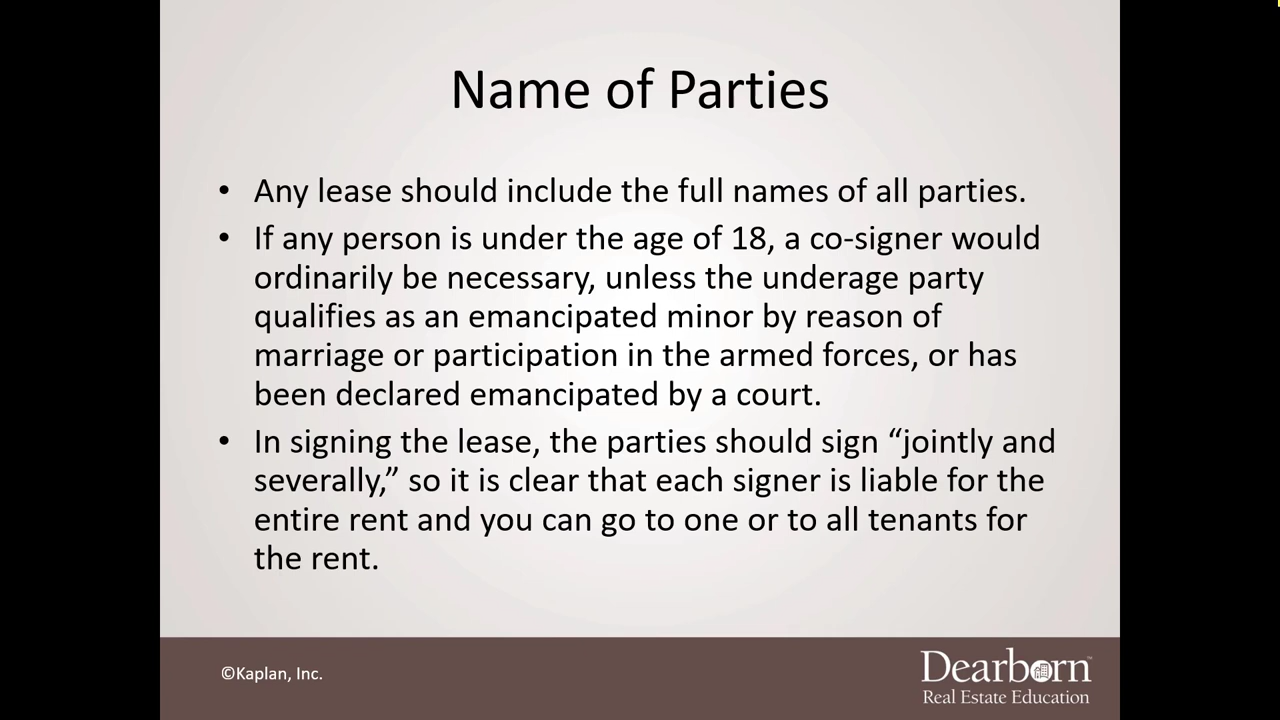 Name of Parties
• Any lease should include the full names of all parties.
• If any person is under the age of 18, a co-signer would
ordinarily be necessary, unless the underage party
qualifies as an emancipated minor by reason of
marriage or participation in the armed forces, or has
been declared emancipated by a court.
• In signing the lease, the parties should sign “jointly and
severally,” so it is clear that each signer is liable for the
entire rent and you can go to one or to all tenants for
the rent.
©Kaplan, Inc.
Dearborn™
Real Estate Education